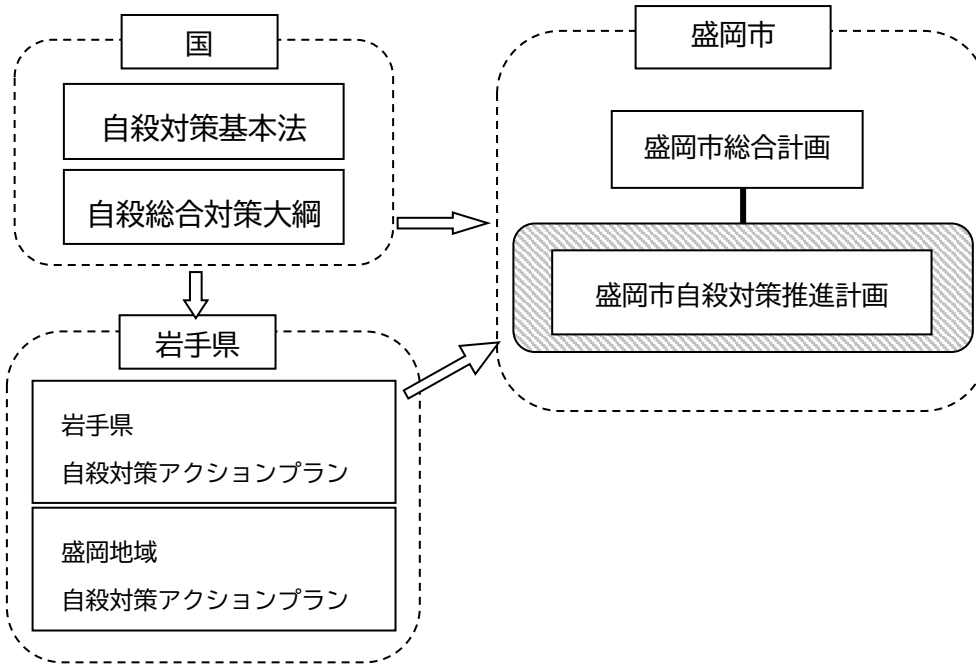 国
自殺対策基本法
自殺総合対策大綱
岩手県
岩手県
自殺対策アクションプラン
盛岡地域
自殺対策アクションプラン
盛岡市
盛岡市総合計画
盛岡市自殺対策推進計画